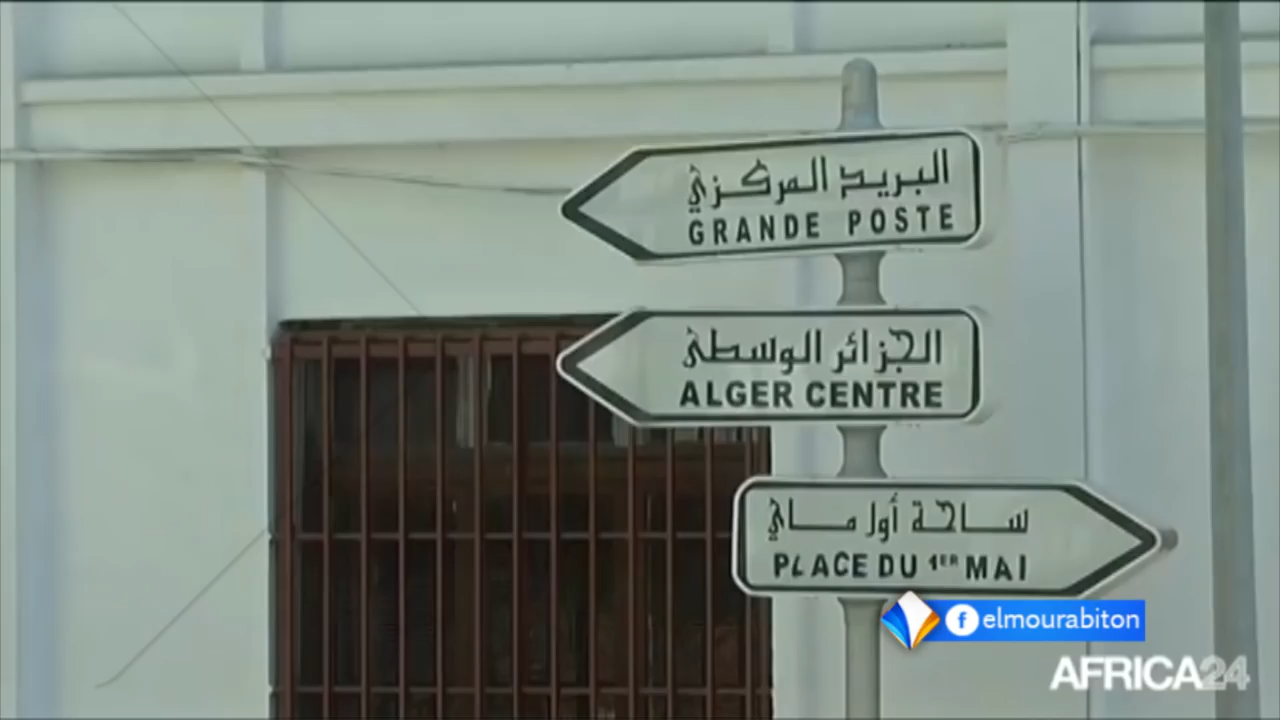 البريد المركزي
GRANDE POSTE
الجزائر الوسطى
ALGER CENTRE
ساحة أول ماي
PLACE DU 1ER MAI
elmourabiton
AFRICA24